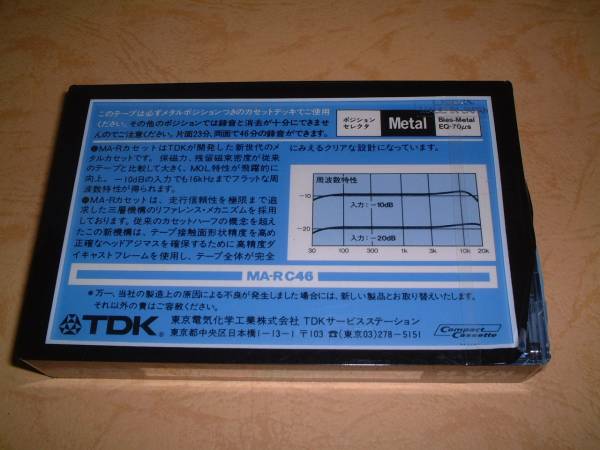 このテープは必ずメタルポジションつきのカセットデッキでご使用
ください。その他のポジションでは録音と消去が十分にできませ
んのでご注意ください。片面23分、両面で46分の録音ができます。
ポジション
セレクタ
Metal
Bias-Metal
EQ-70μs
●MA-RカセットはTDKが開発した新世代のメ
タルカセットです。保磁力、残留磁束密度が従来
のテープと比較して大きく、MOL特性が飛躍的に
向上。－10dBの入力でも16kHzまでフラットな周
波数特性が得られます。
●MA-Rカセットは、走行信頼性を極限まで追
求した三層機構のリファレンス・メカニズムを採用
しております。従来のカセットハーフの概念を超え
たこの新機構は、テープ接触面形状精度を高め
正確なヘッドアジマスを確保するために高精度ダ
イキャストフレームを使用し、テープ全体が完全
にみえるクリアな設計になっています。
周波数特性
-10
入力：-10dB
-20
入力：-20dB
30 100 300 1k 3k 10k 20k
MA-R C46
*万一、当社の製造上の原因による不良が発生しました場合には、新しい製品とお取り替えいたします。
それ以外の責はご容赦ください。
TDK®
東京電気化学工業株式会社 TDKサービスステーション
東京都中央区日本橋1-13-1 〒103 ☎(東京03)278-5151
Compact
Cassette